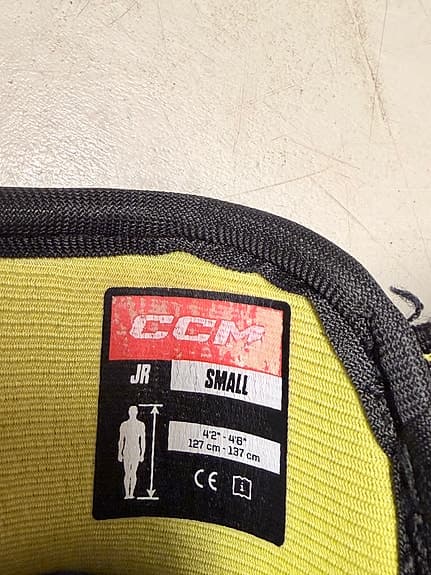 CCM
JR SMALL
4'2" - 4'6"
127 cm - 137 cm
CE i